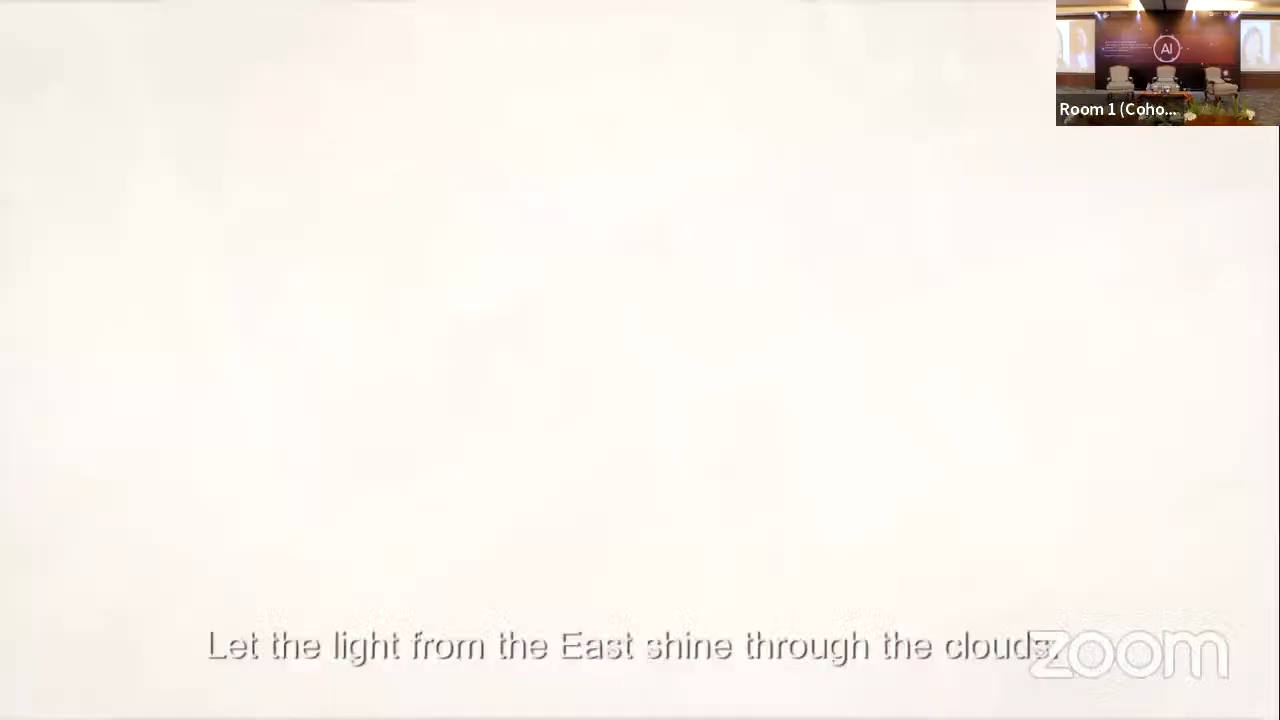 Room 1 (Coho...
AI
Let the light from the East shine through the clouds.
zoom